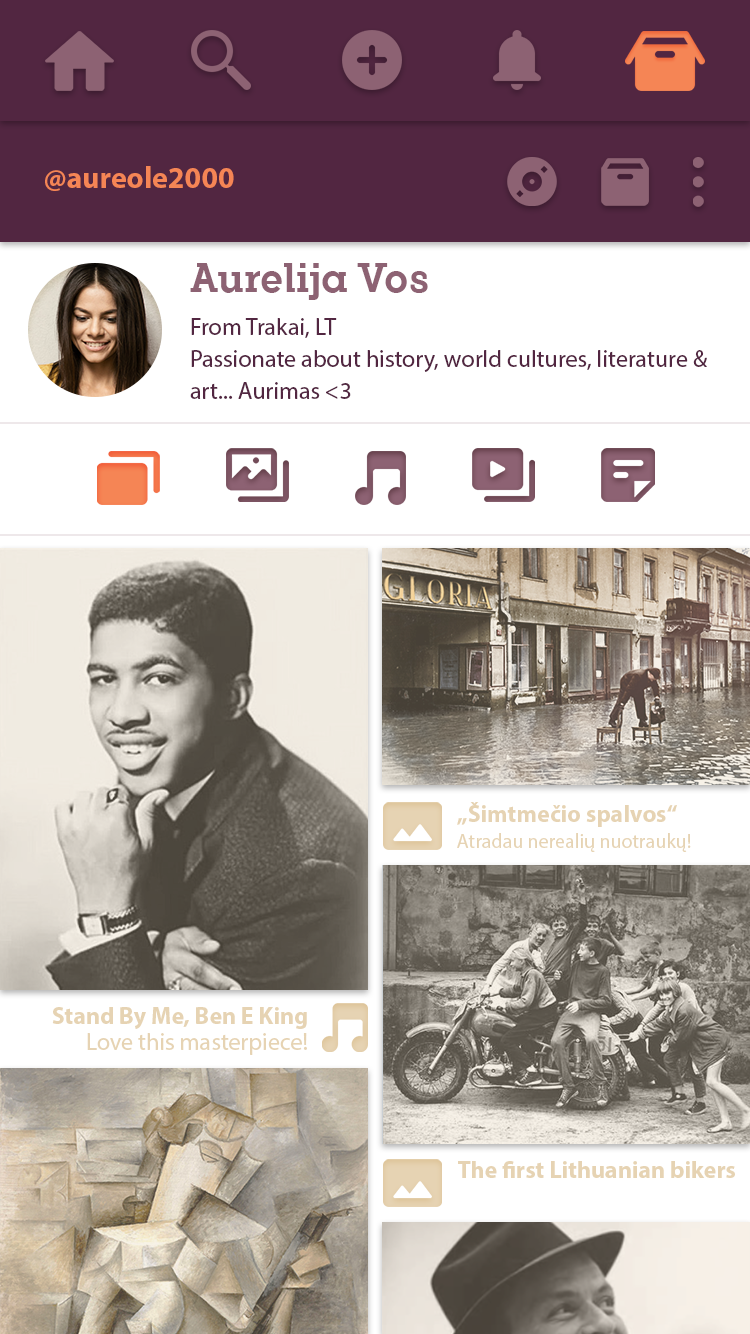 @aureole2000
Aurelija Vos
From Trakai, LT
Passionate about history, world cultures, literature &
art... Aurimas <3
GLORIA
„Šimtmečio spalvos“
Atradau nerealių nuotraukų!
Stand By Me, Ben E King
Love this masterpiece!
The first Lithuanian bikers